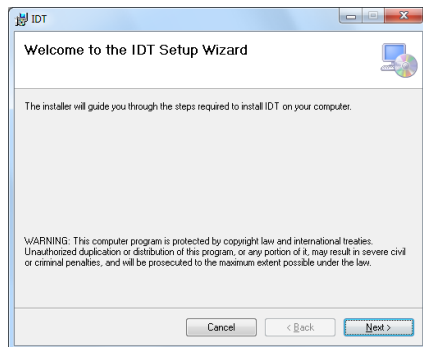 IDT
Welcome to the IDT Setup Wizard
The installer will guide you through the steps required to install IDT on your computer.
WARNING: This computer program is protected by copyright law and international treaties.
Unauthorized duplication or distribution of this program, or any portion of it, may result in severe civil
or criminal penalties, and will be prosecuted to the maximum extent possible under the law.
Cancel < Back Next >